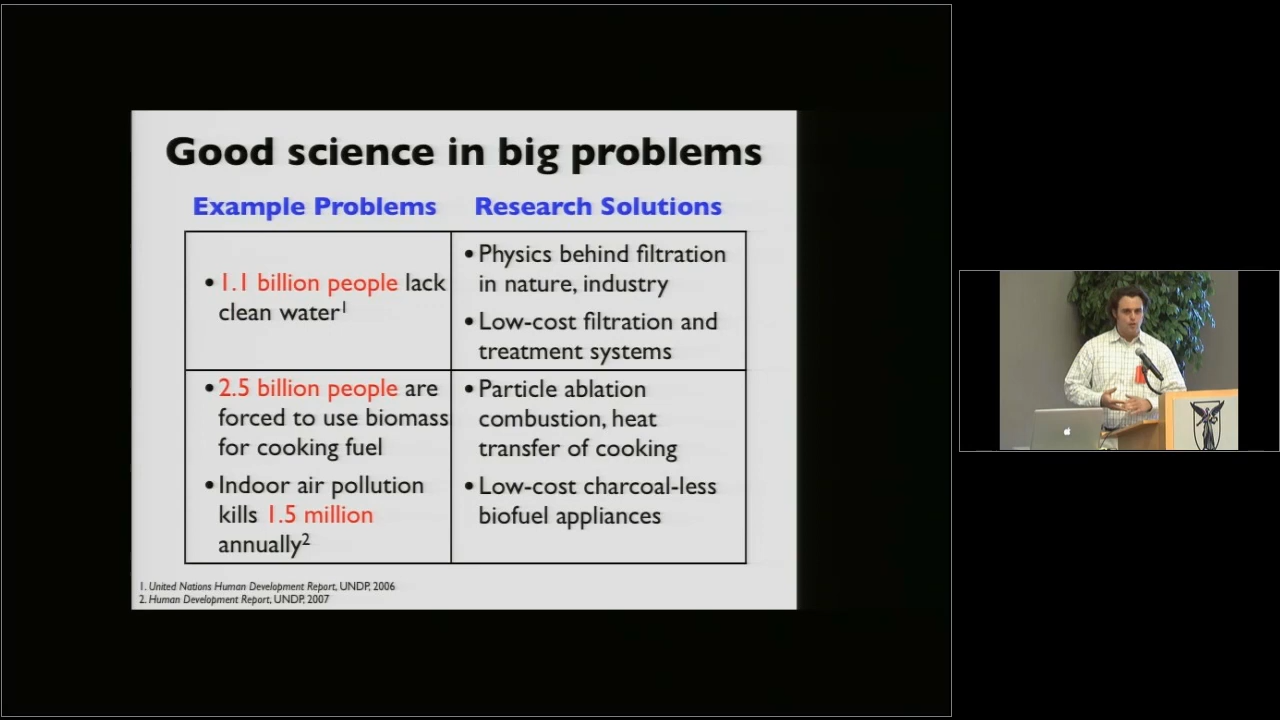 Good science in big problems
Example Problems
Research Solutions
• 1.1 billion people lack
clean water1
• Physics behind filtration
in nature, industry
• Low-cost filtration and
treatment systems
• 2.5 billion people are
forced to use biomass
for cooking fuel
• Indoor air pollution
kills 1.5 million
annually2
• Particle ablation
combustion, heat
transfer of cooking
• Low-cost charcoal-less
biofuel appliances
1. United Nations Human Development Report, UNDP, 2006
2. Human Development Report, UNDP, 2007